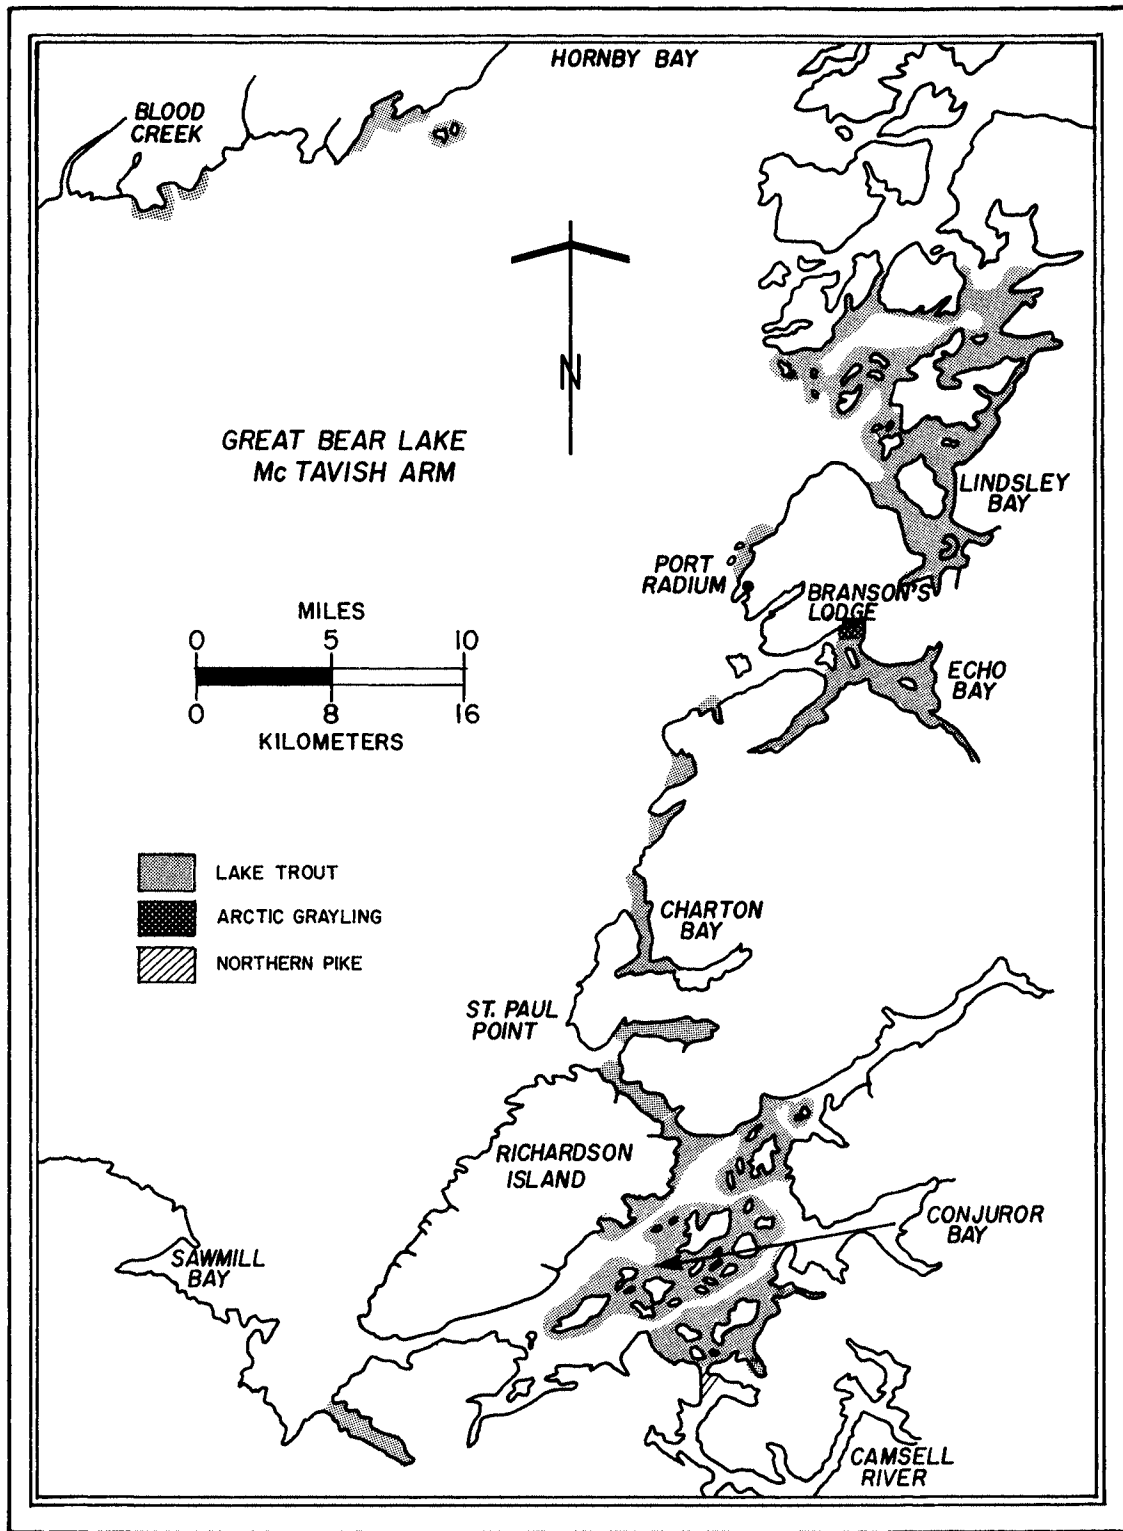 HORNBY BAY
BLOOD
CREEK
N
GREAT BEAR LAKE
Mc TAVISH ARM
LINDSLEY
BAY
PORT
RADIUM
BRANSON'S
LODGE
MILES
0 5 10
0 8 16
KILOMETERS
ECHO
BAY
LAKE TROUT
ARCTIC GRAYLING
NORTHERN PIKE
CHARTON
BAY
ST. PAUL
POINT
RICHARDSON
ISLAND
CONJUROR
BAY
SAWMILL
BAY
CAMSELL
RIVER